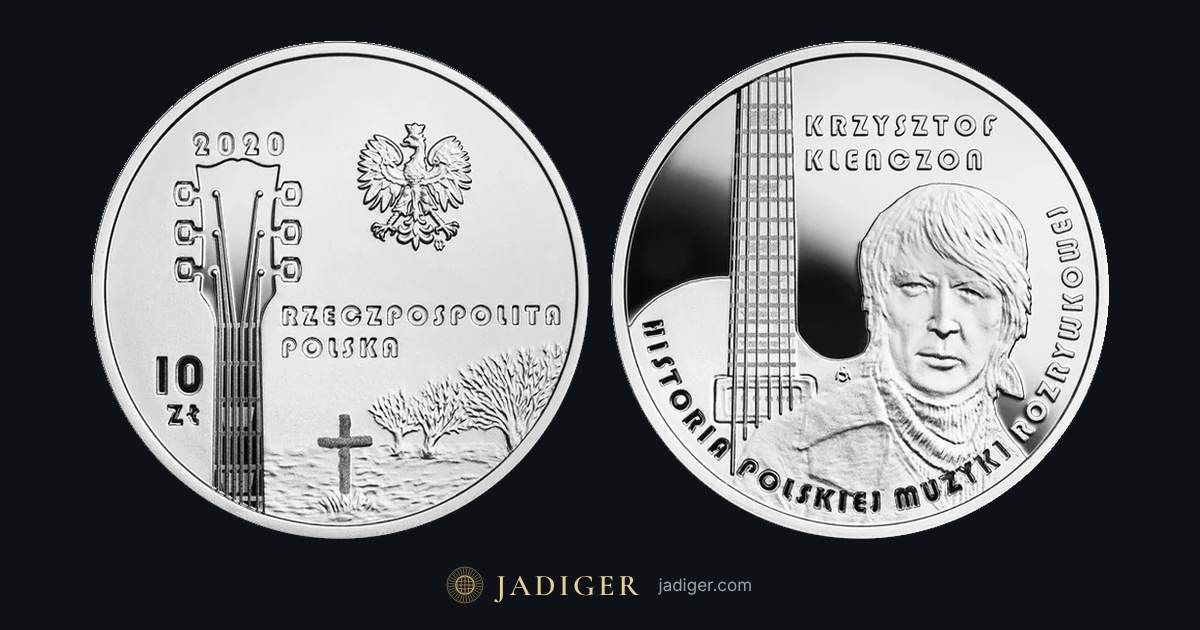 2020
RZECZPOSPOLITA
POLSKA
10
ZŁ
KRZYSZTOF
KLENCZON
HISTORIA POLSKIEJ MUZYKI ROZRYWKOWEJ
JADIGER
jadiger.com